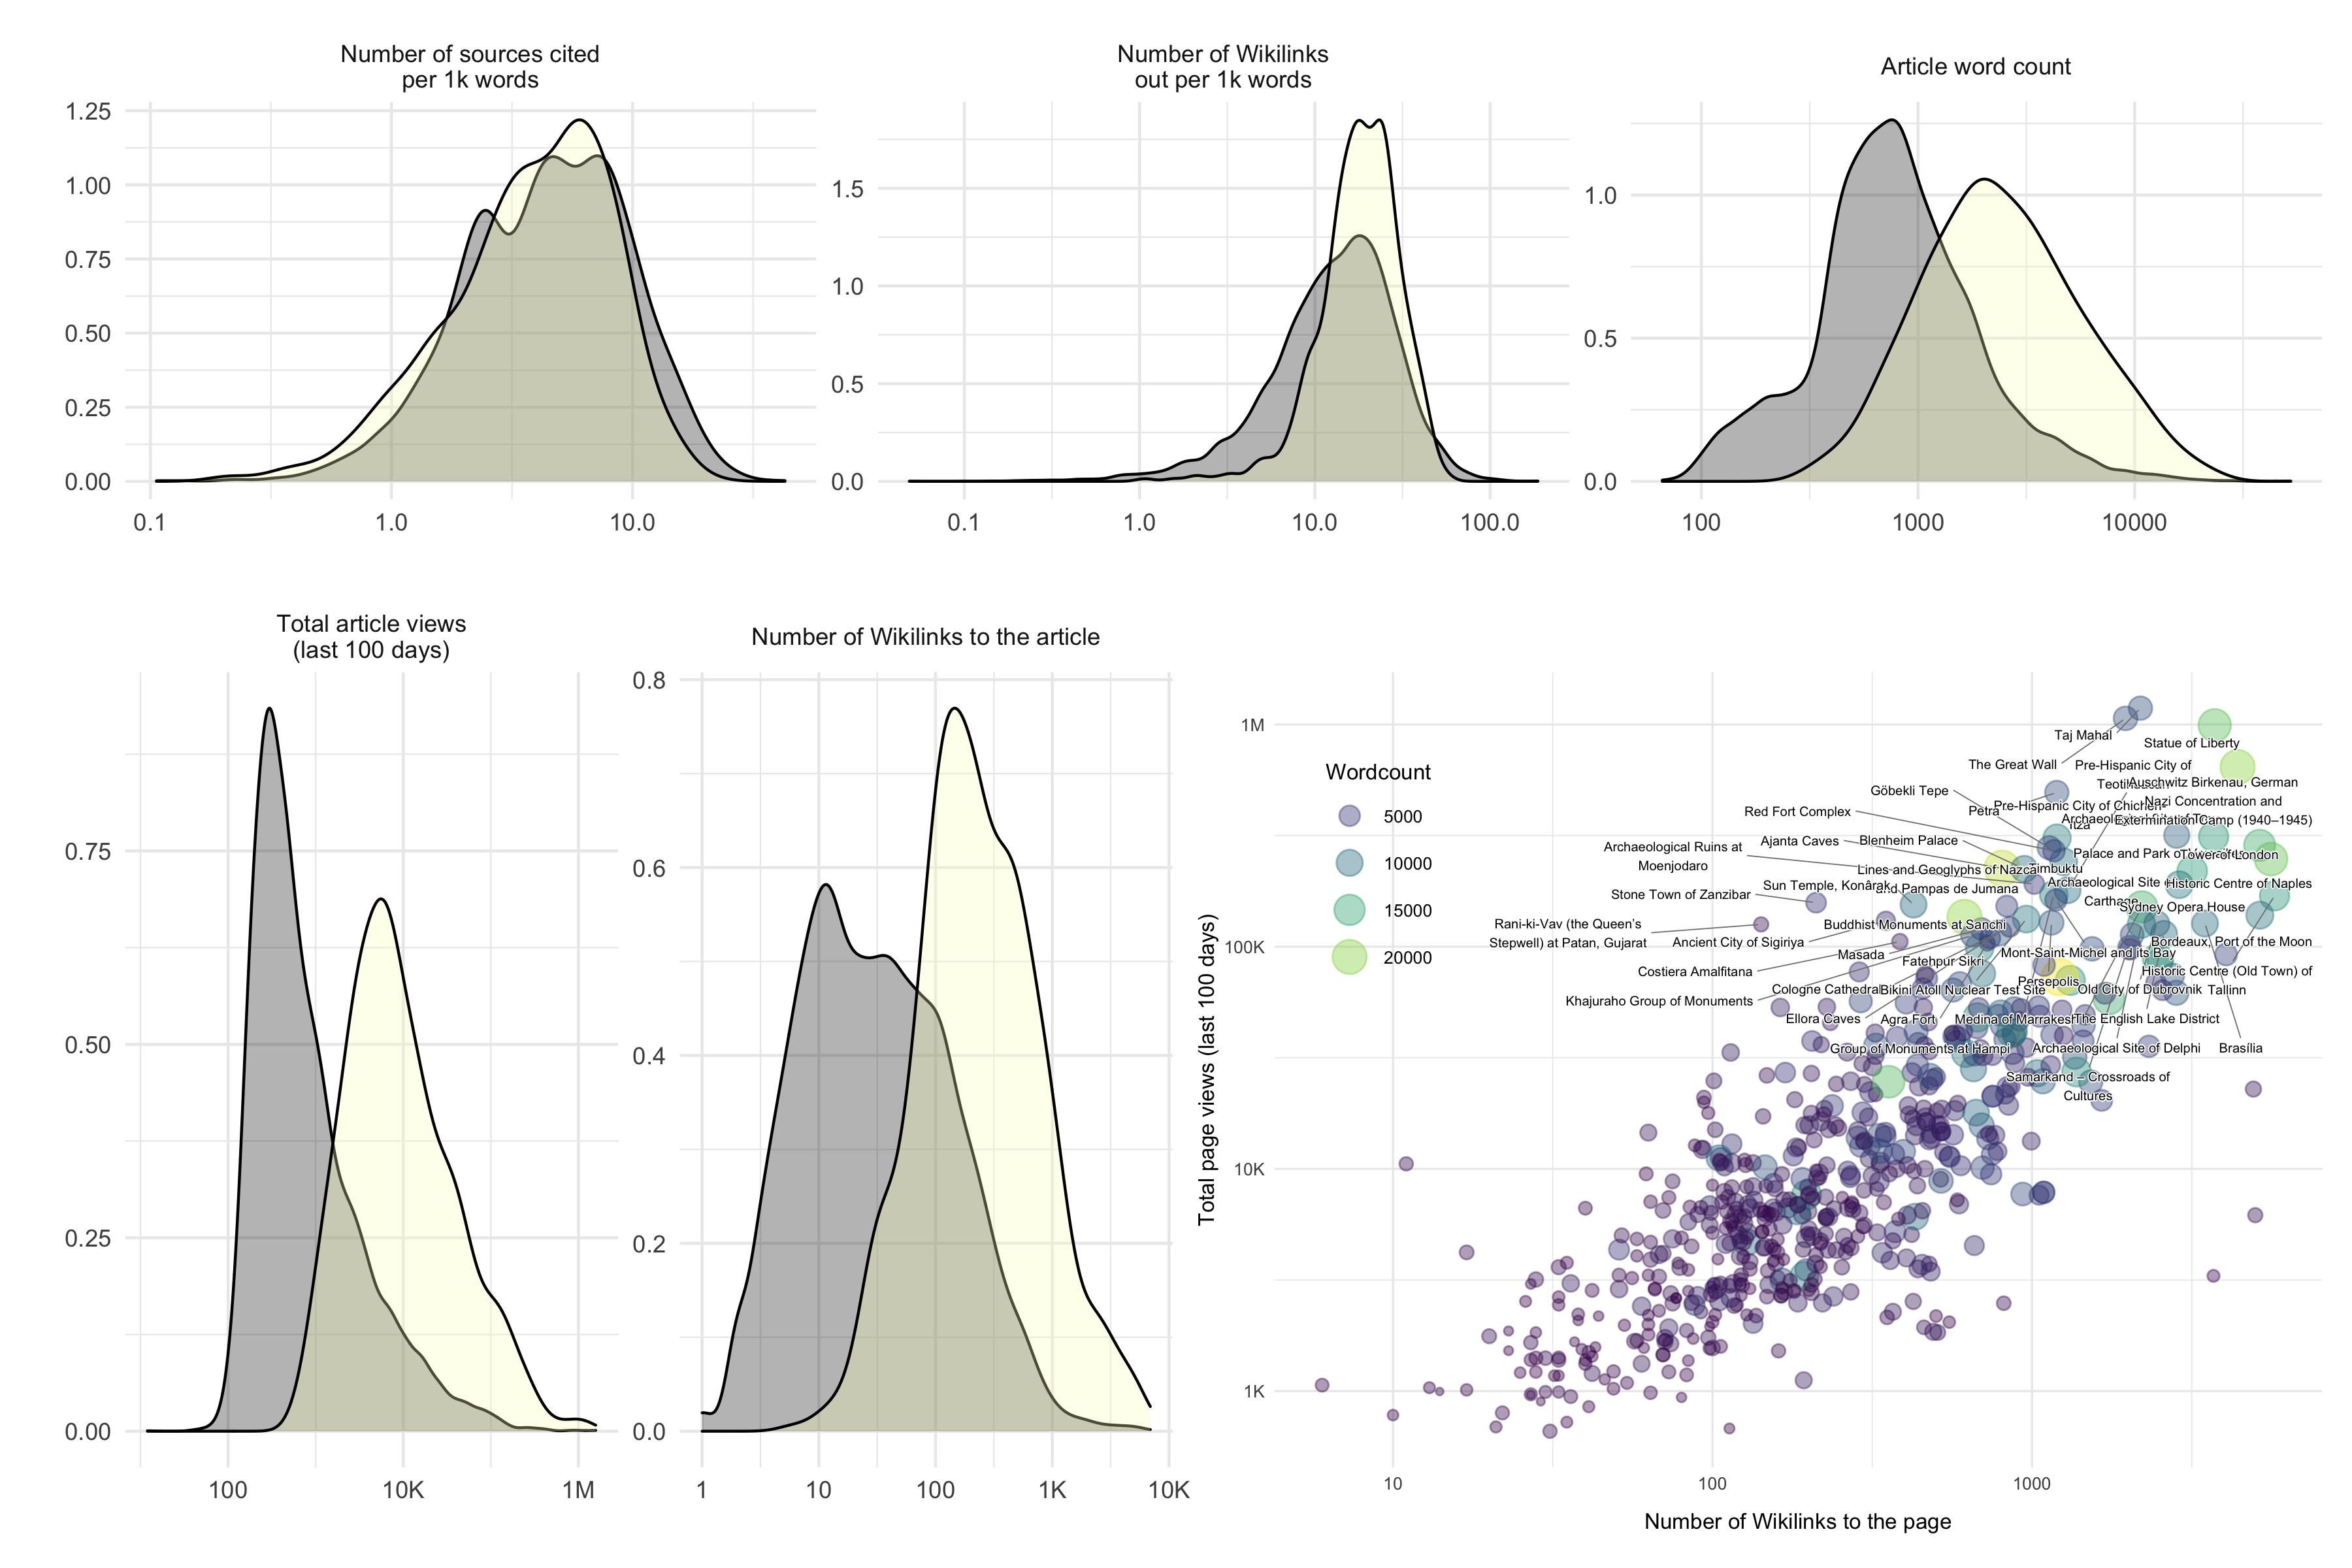 Number of sources cited
per 1k words
1.25
1.00
0.75
0.50
0.25
0.00
0.1
1.0
10.0
Number of Wikilinks
out per 1k words
1.5
1.0
0.5
0.0
0.1
1.0
10.0
100.0
Article word count
1.0
0.5
0.0
100
1000
10000
Total article views
(last 100 days)
0.75
0.50
0.25
0.00
100
10K
1M
Number of Wikilinks to the article
0.8
0.6
0.4
0.2
0.0
1
10
100
1K
10K
Total page views (last 100 days)
1M
100K
10K
1K
Wordcount
5000
10000
15000
20000
Taj Mahal
Statue of Liberty
The Great Wall
Pre-Hispanic City of
Auschwitz Birkenau, German
Nazi Concentration and
Extermination Camp (1940–1945)
Göbekli Tepe
Pre-Hispanic City of Chichen
Itza
Petra
Red Fort Complex
Ajanta Caves
Blenheim Palace
Archaeological Ruins at
Moenjodaro
Palace and Park
Tower of London
Lines and Geoglyphs of Nazca
Pampas de Jumana
Timbuktu
Stone Town of Zanzibar
Sun Temple, Konârak
Archaeological Site
Carthage
Historic Centre of Naples
Sydney Opera House
Rani-ki-Vav (the Queen’s
Stepwell) at Patan, Gujarat
Buddhist Monuments at Sanchi
Ancient City of Sigiriya
Bordeaux, Port of the Moon
Masada
Mont-Saint-Michel and its Bay
Fatehpur Sikri
Costiera Amalfitana
Historic Centre (Old Town) of
Tallinn
Persepolis
Cologne Cathedral
Bikini Atoll Nuclear Test Site
Old City of Dubrovnik
Khajuraho Group of Monuments
Ellora Caves
Agra Fort
Medina of Marrakesh
The English Lake District
Group of Monuments at Hampi
Archaeological Site of Delphi
Brasilia
Samarkand – Crossroads of
Cultures
10
100
1000
Number of Wikilinks to the page